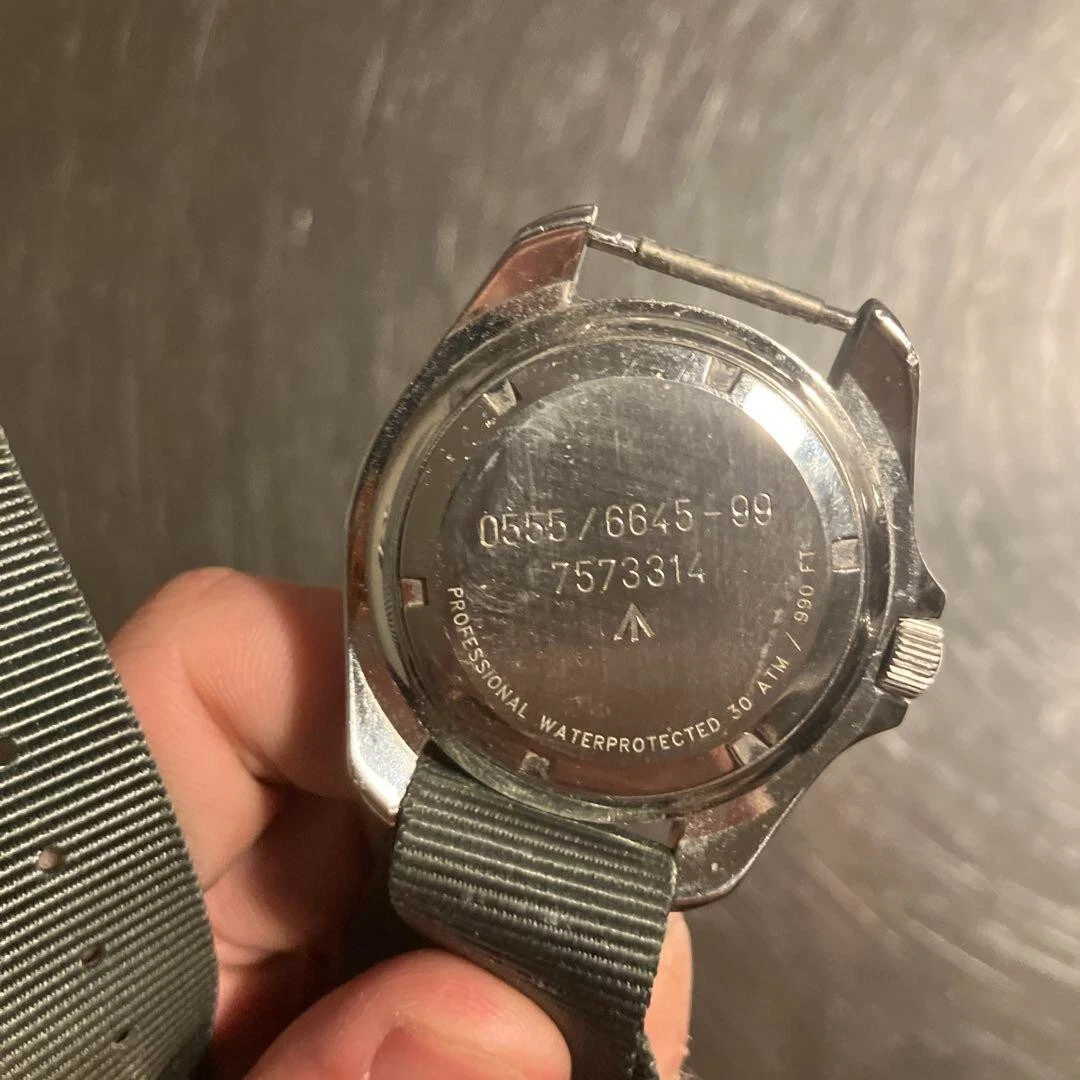 0555/6645-99
7573314
PROFESSIONAL WATERPROTECTED 30 ATM / 990 FT